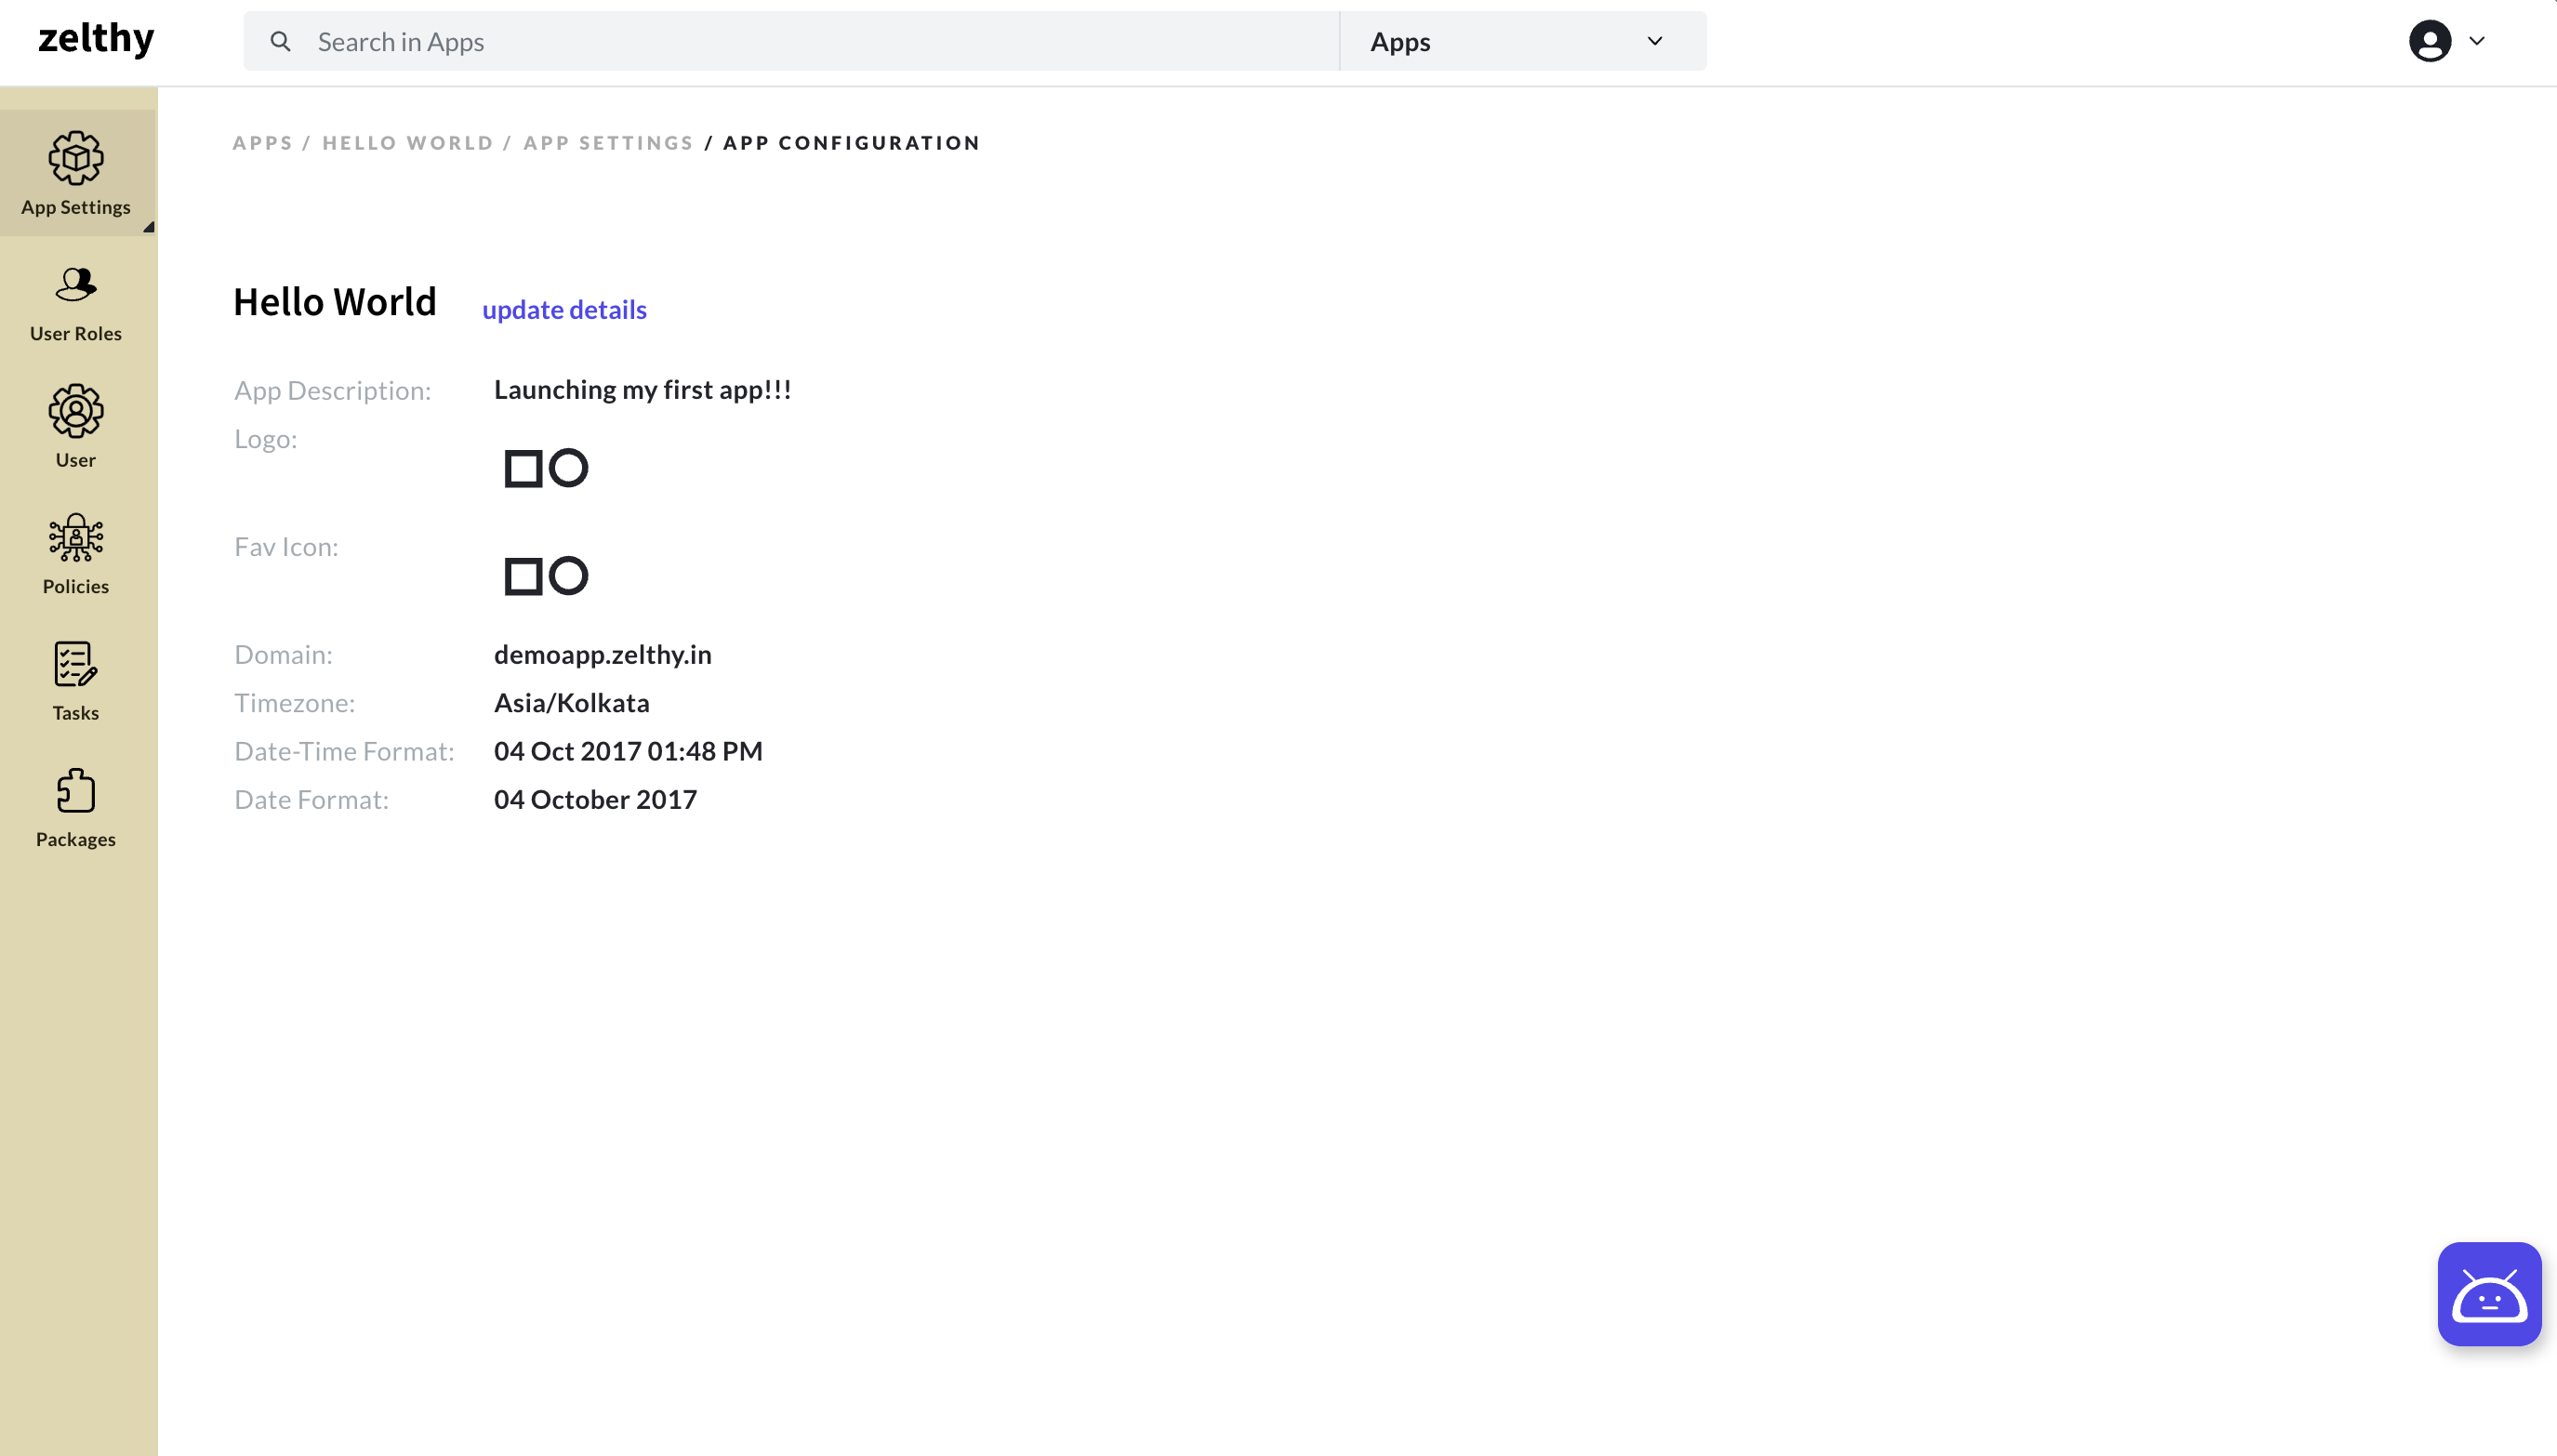 zelthy
Search in Apps
Apps
APPS / HELLO WORLD / APP SETTINGS / APP CONFIGURATION
App Settings
User Roles
User
Policies
Tasks
Packages
Hello World update details
App Description: Launching my first app!!!
Logo:
Fav Icon:
Domain: demoapp.zelthy.in
Timezone: Asia/Kolkata
Date-Time Format: 04 Oct 2017 01:48 PM
Date Format: 04 October 2017